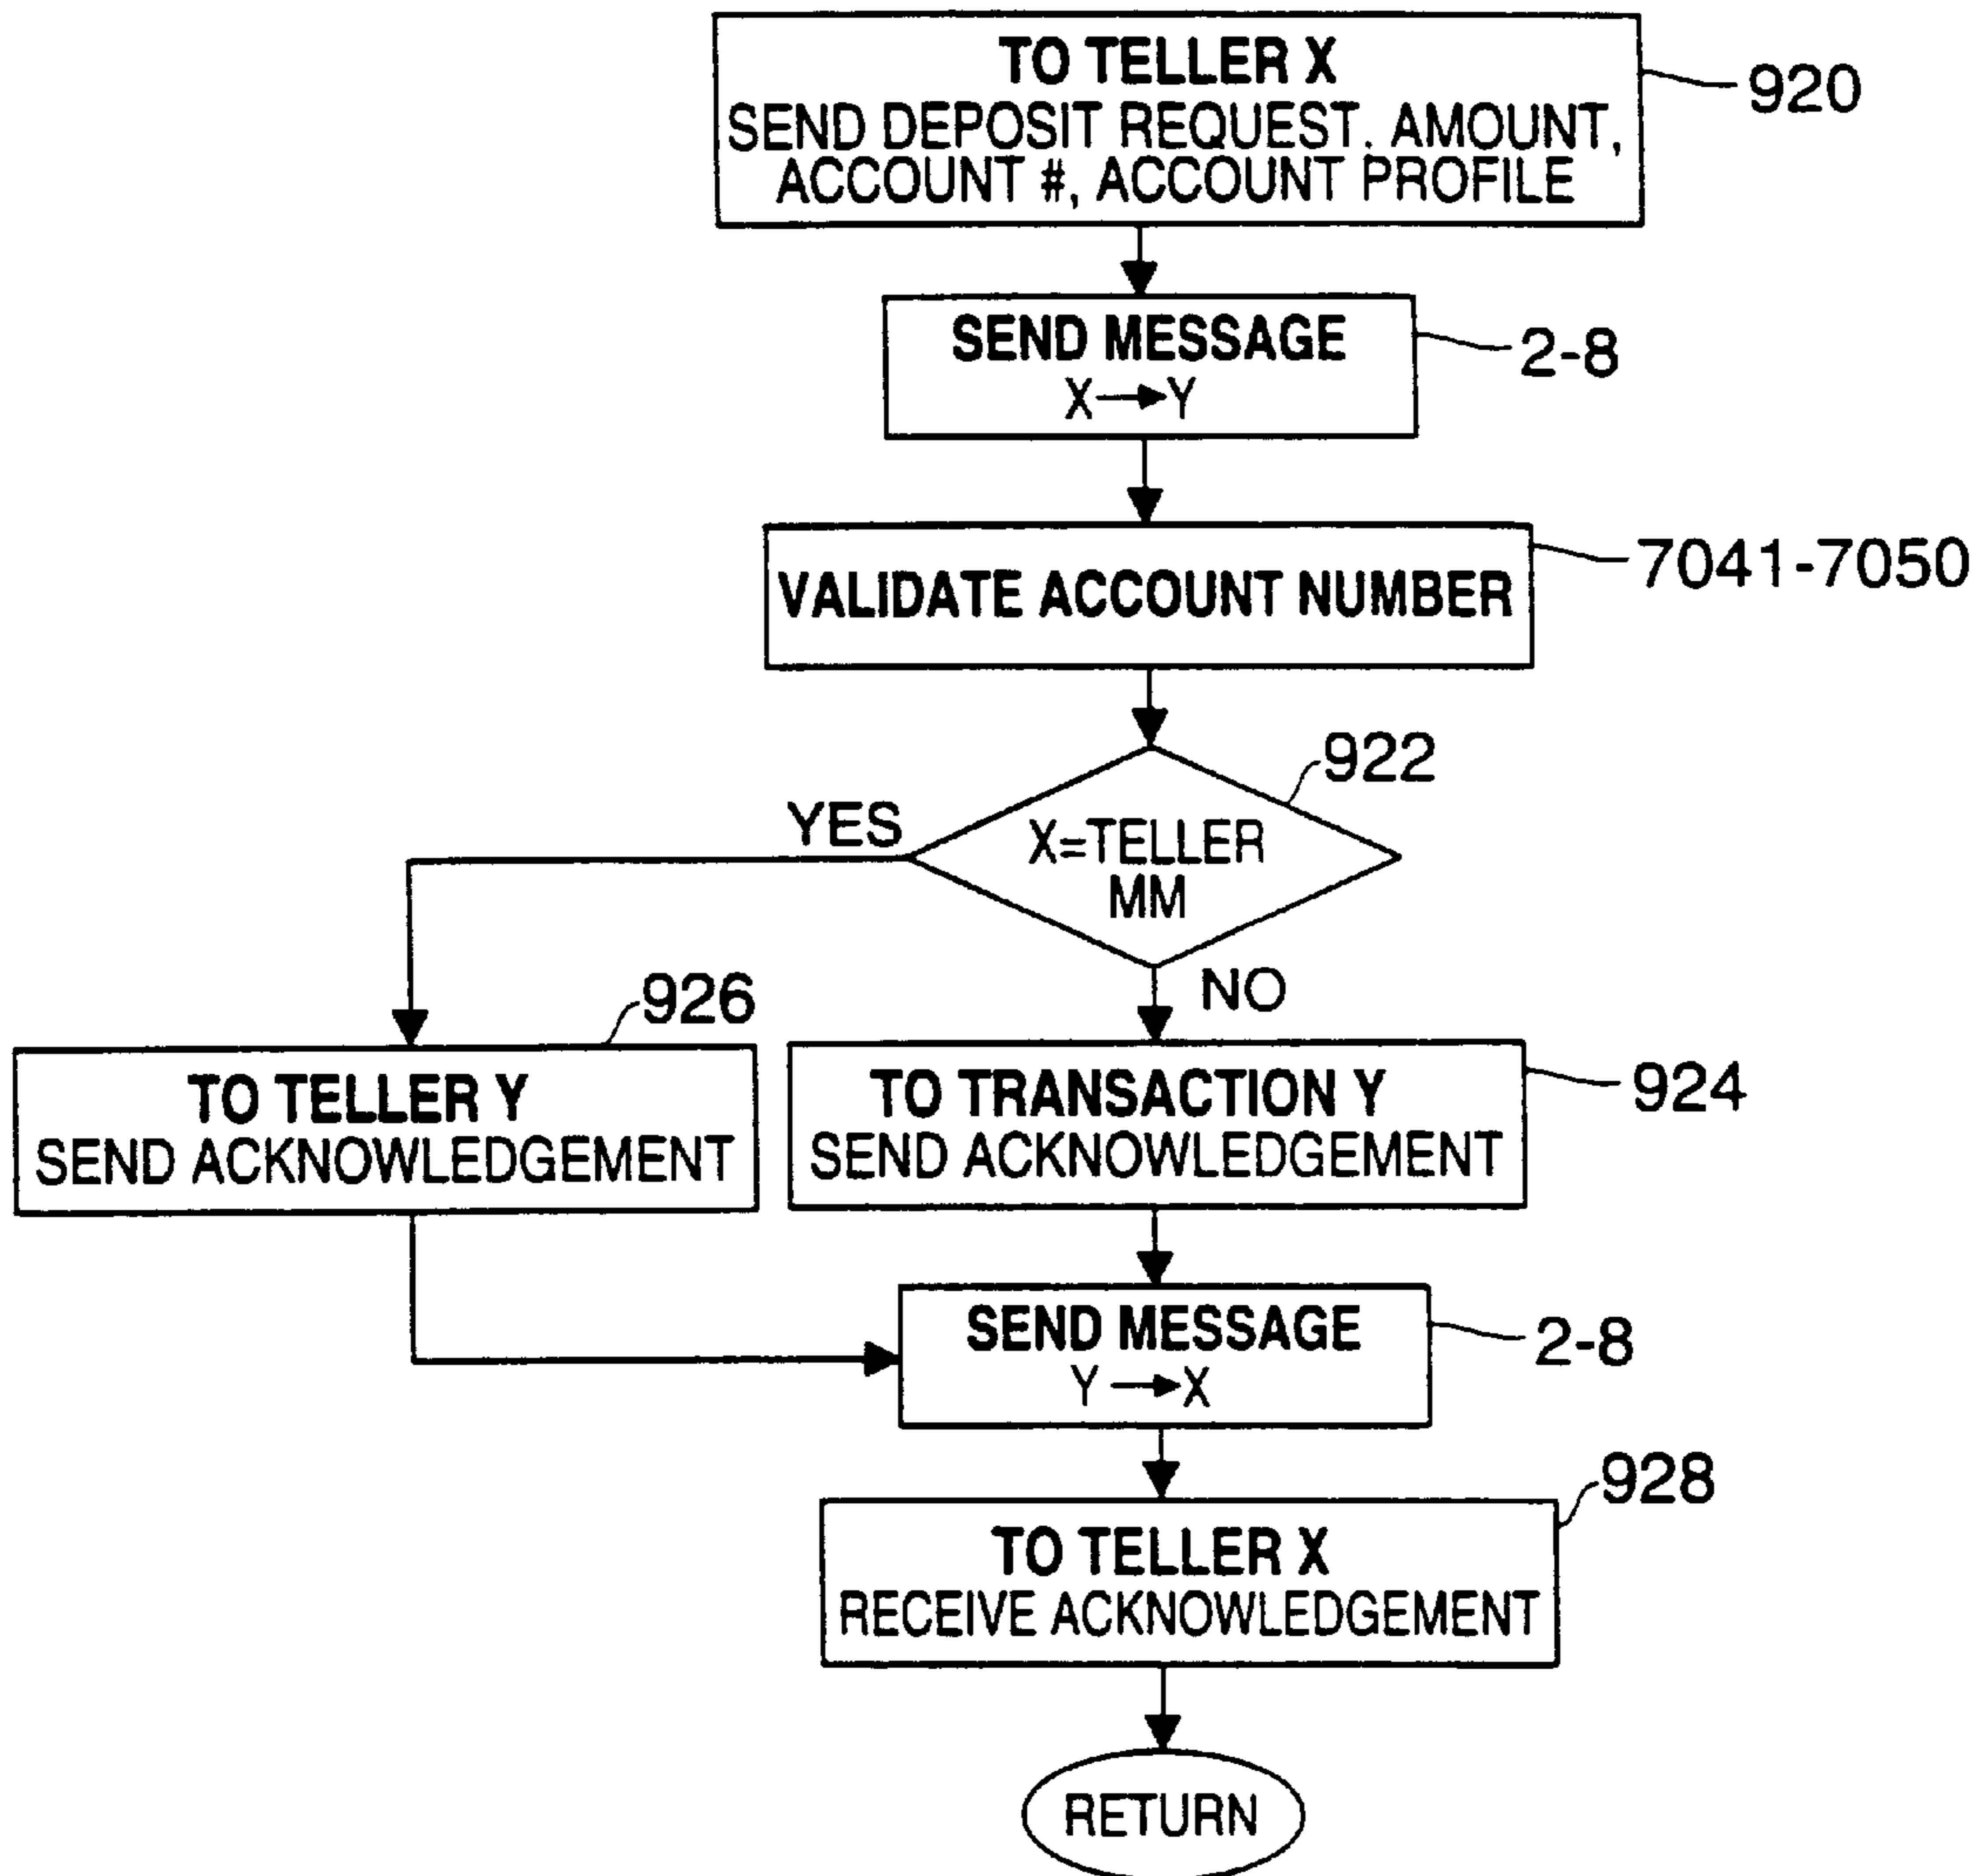 TO TELLER X
SEND DEPOSIT REQUEST. AMOUNT,
ACCOUNT #, ACCOUNT PROFILE
920
SEND MESSAGE
X→Y
2-8
VALIDATE ACCOUNT NUMBER
7041-7050
922
YES
X=TELLER
MM
NO
926
TO TELLER Y
SEND ACKNOWLEDGEMENT
TO TRANSACTION Y
SEND ACKNOWLEDGEMENT
924
SEND MESSAGE
Y→X
2-8
928
TO TELLER X
RECEIVE ACKNOWLEDGEMENT
RETURN